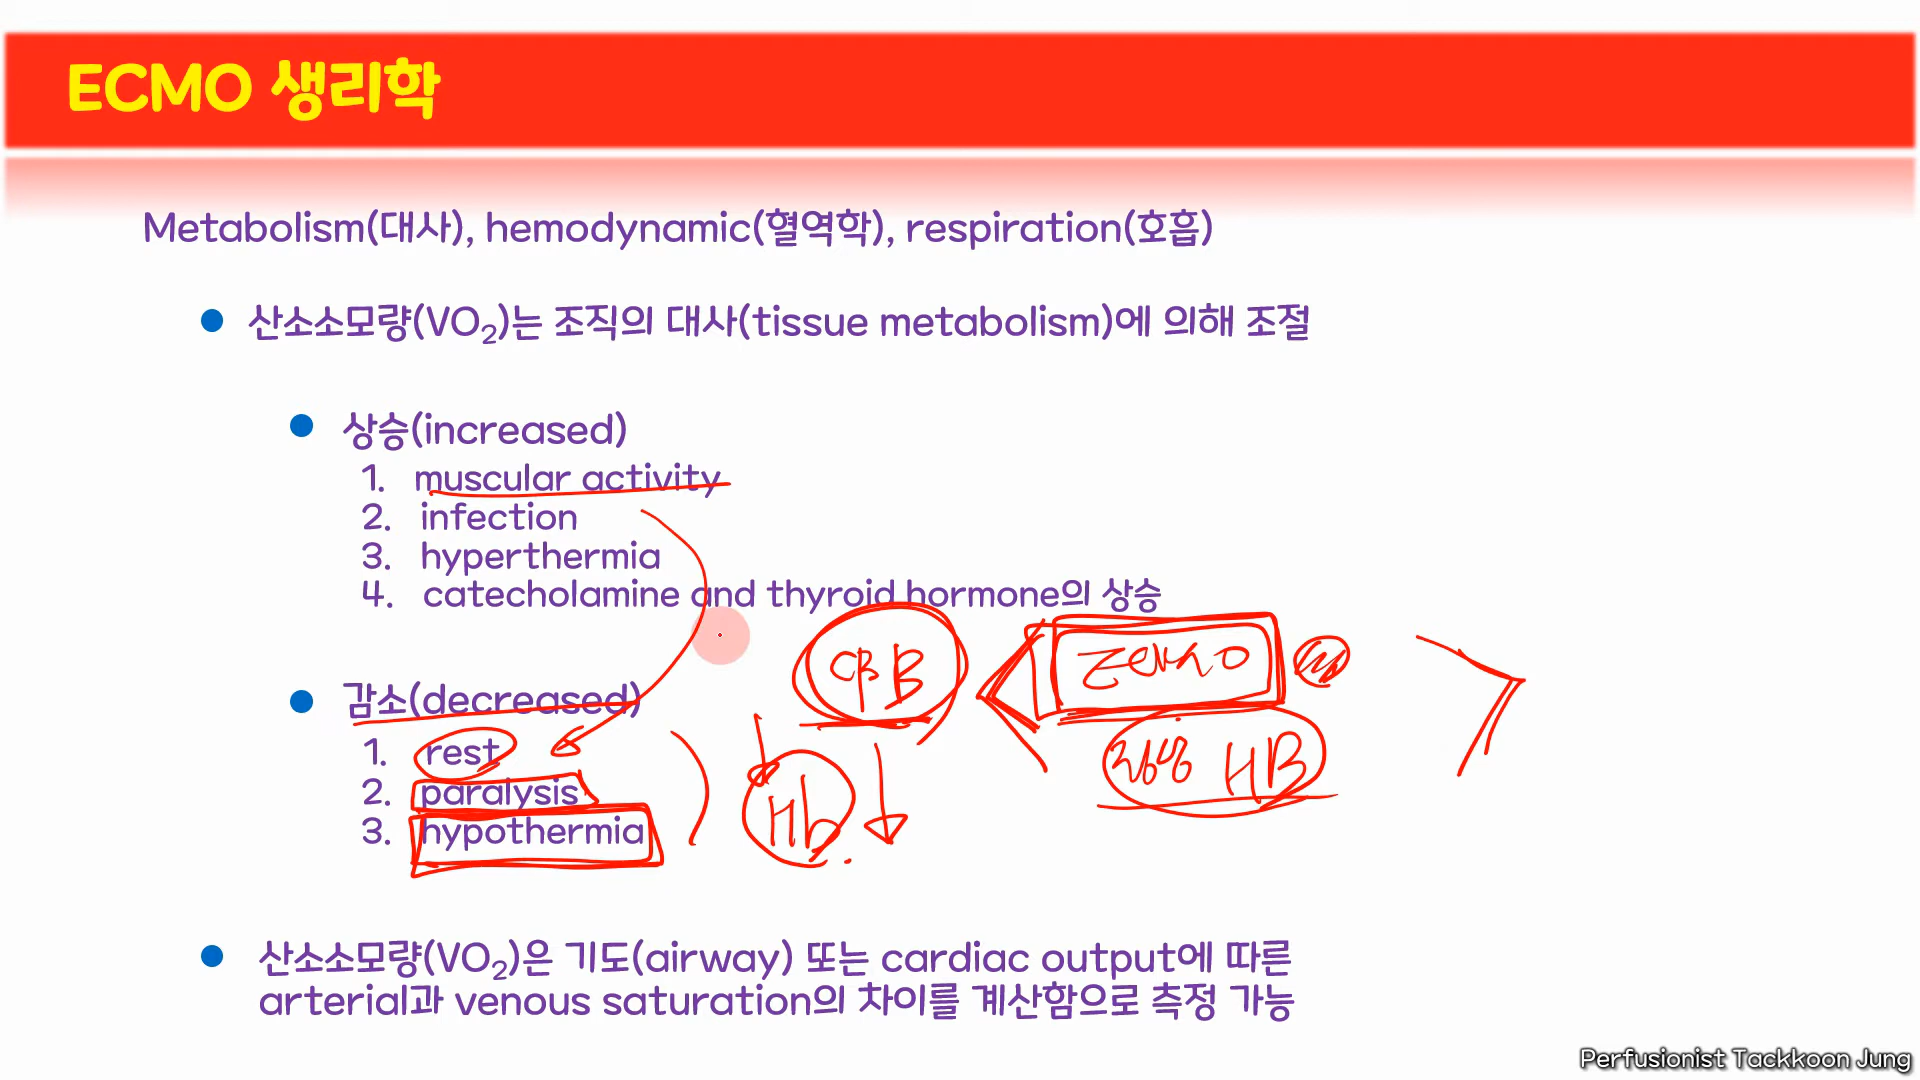 ECMO 생리학
Metabolism(대사), hemodynamic(혈역학), respiration(호흡)
산소소모량(VO₂)는 조직의 대사(tissue metabolism)에 의해 조절
상승(increased)
1. muscular activity
2. infection
3. hyperthermia
4. catecholamine and thyroid hormone의 상승
감소(decreased)
1. rest
2. paralysis
3. hypothermia
CPB
Hb
산소소모량(VO₂)은 기도(airway) 또는 cardiac output에 따른
arterial과 venous saturation의 차이를 계산함으로 측정 가능
Perfusionist Tackkoon Jung